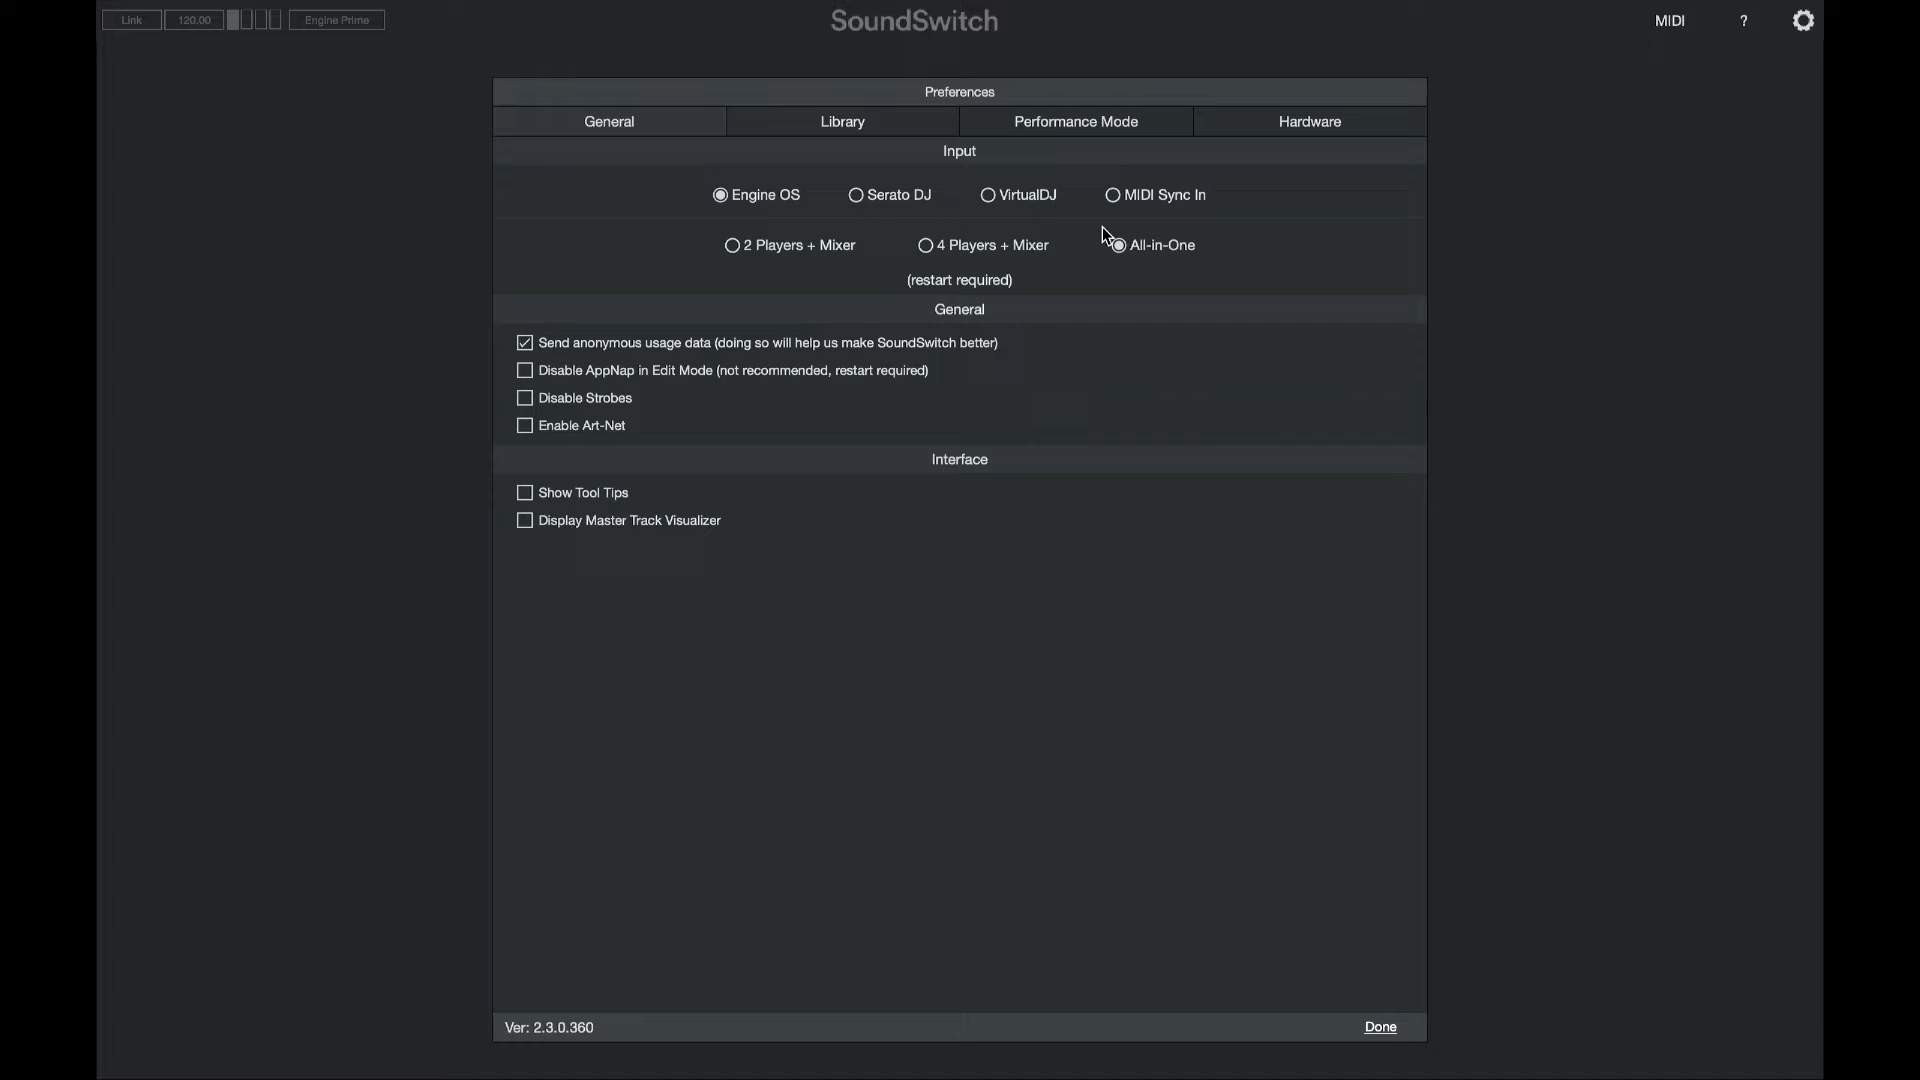 Link 120.00 Engine Prime SoundSwitch MIDI ?
Preferences
General Library Performance Mode Hardware
Input
Engine OS Serato DJ VirtualDJ MIDI Sync In
2 Players + Mixer 4 Players + Mixer All-in-One
(restart required)
General
Send anonymous usage data (doing so will help us make SoundSwitch better)
Disable AppNap in Edit Mode (not recommended, restart required)
Disable Strobes
Enable Art-Net
Interface
Show Tool Tips
Display Master Track Visualizer
Ver: 2.3.0.360 Done